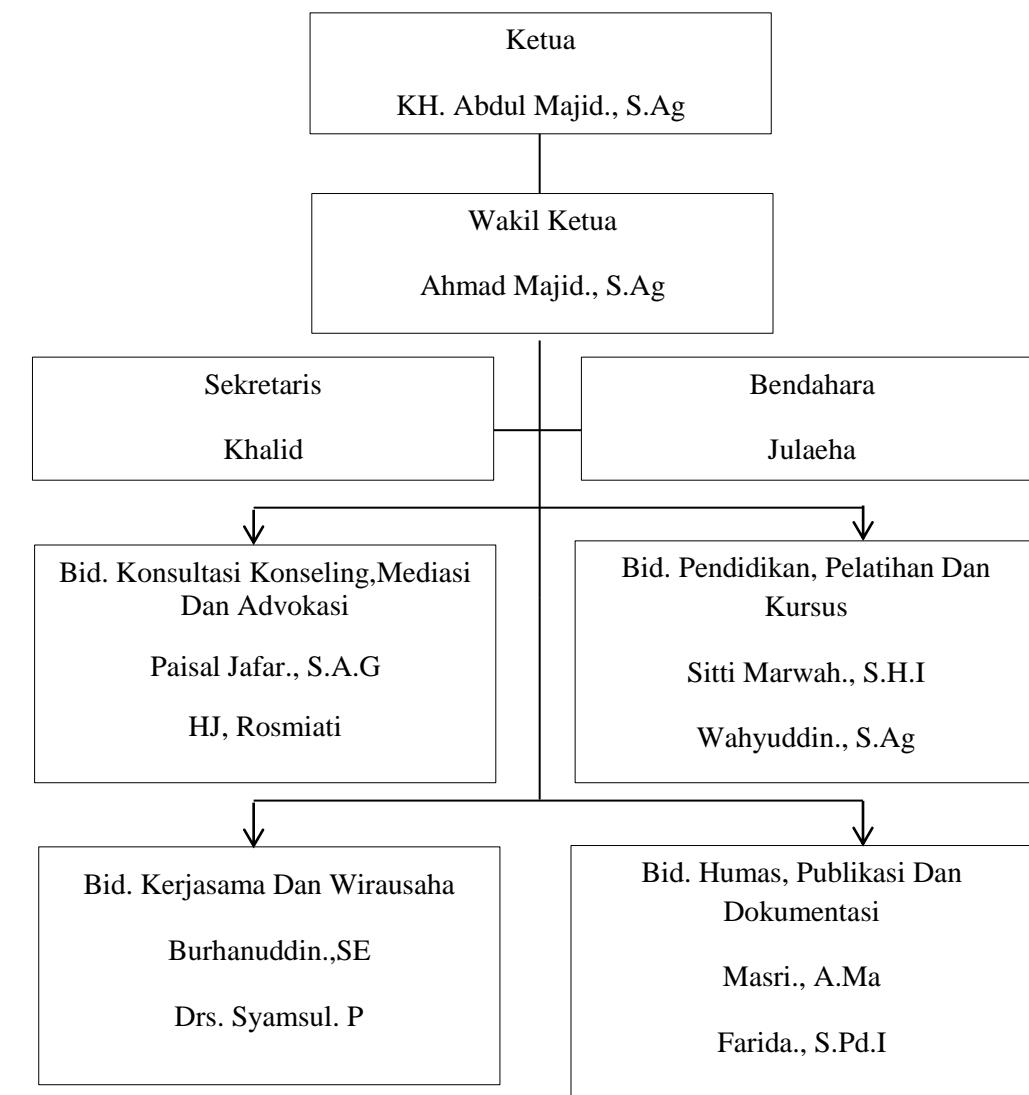 Ketua
KH. Abdul Majid., S.Ag
Wakil Ketua
Ahmad Majid., S.Ag
Sekretaris
Khalid
Bendahara
Julaeha
Bid. Konsultasi Konseling,Mediasi
Dan Advokasi
Paisal Jafar., S.A.G
HJ, Rosmiati
Bid. Pendidikan, Pelatihan Dan
Kursus
Sitti Marwah., S.H.I
Wahyuddin., S.Ag
Bid. Kerjasama Dan Wirausaha
Burhanuddin.,SE
Drs. Syamsul. P
Bid. Humas, Publikasi Dan
Dokumentasi
Masri., A.Ma
Farida., S.Pd.I